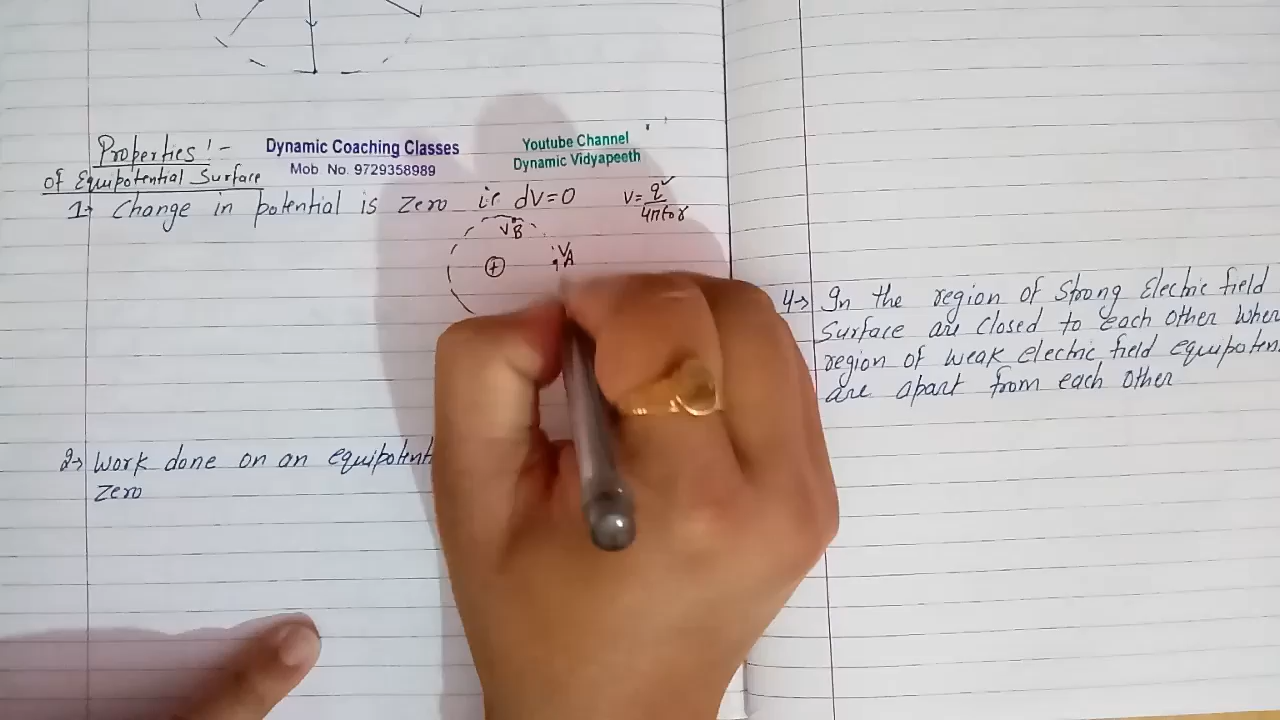 Properties :-
Dynamic Coaching Classes
Mob No. 9729358989
Youtube Channel
Dynamic Vidyapeeth
of Equipotential Surface
1→ Change in potential is Zero ie dv=0
V= q
4πε0r
VB
VA
+
2→ Work done on an equipotent
Zero
4→ In the region of Strong Electric field
Surface are Closed to each other wher
region of weak electric field equipoten
are apart from each other